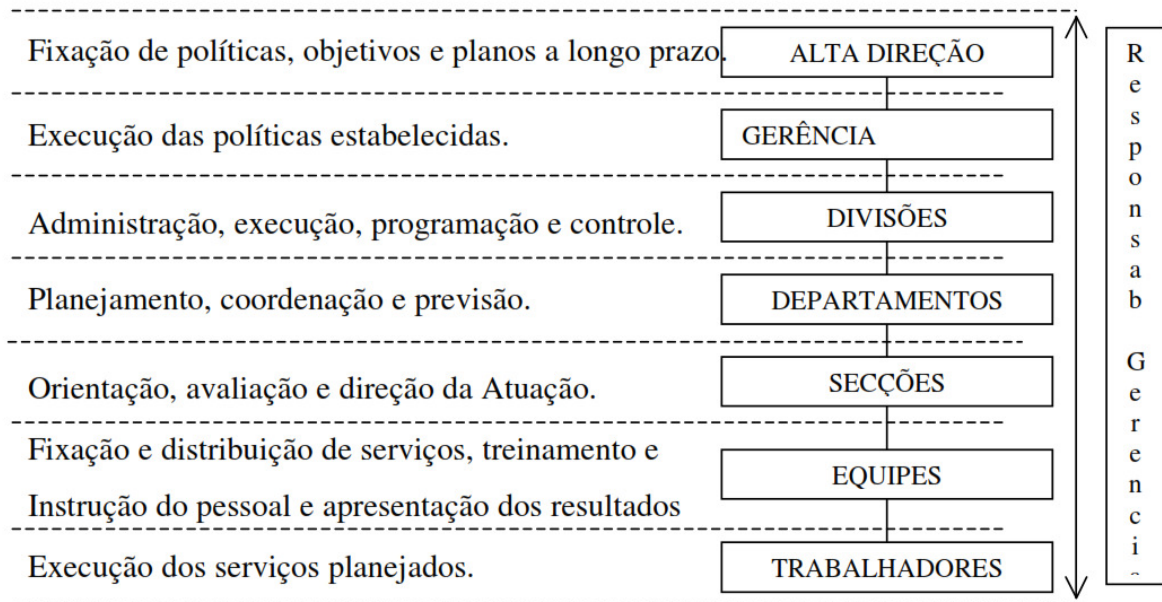 Fixação de políticas, objetivos e planos a longo prazo.
ALTA DIREÇÃO
Execução das políticas estabelecidas.
GERÊNCIA
Administração, execução, programação e controle.
DIVISÕES
Planejamento, coordenação e previsão.
DEPARTAMENTOS
Orientação, avaliação e direção da Atuação.
SECÇÕES
Fixação e distribuição de serviços, treinamento e
Instrução do pessoal e apresentação dos resultados
EQUIPES
Execução dos serviços planejados.
TRABALHADORES
R
e
s
p
o
n
s
a
b
G
e
r
e
n
c
i